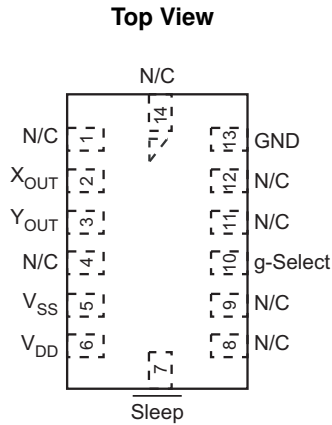 Top View
N/C
14
N/C 1 13 GND
X_OUT 2 12 N/C
Y_OUT 3 11 N/C
N/C 4 10 g-Select
V_SS 5 9 N/C
V_DD 6 8 N/C
7
Sleep